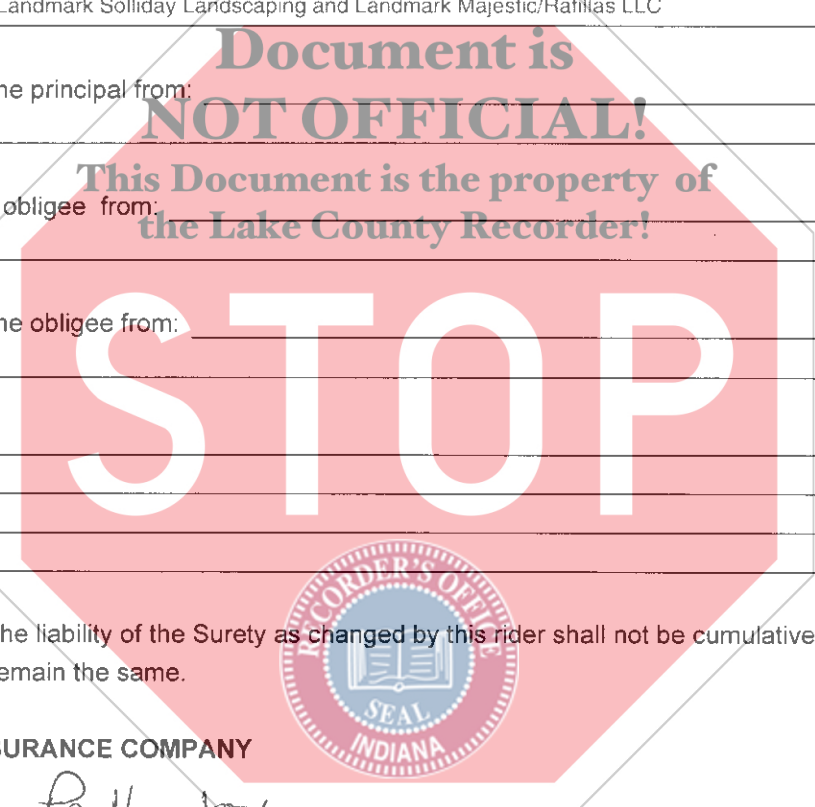 Landmark Solliday Landscaping and Landmark Majestic/Rafillas LLC
Document is
he principal from:
NOT OFFICIAL!
This Document is the property of
obligee from:
the Lake County Recorder!
he obligee from:
STOP
RECORDER'S OFFICE
SEAL
INDIANA
he liability of the Surety as changed by this rider shall not be cumulative
emain the same.
SURANCE COMPANY